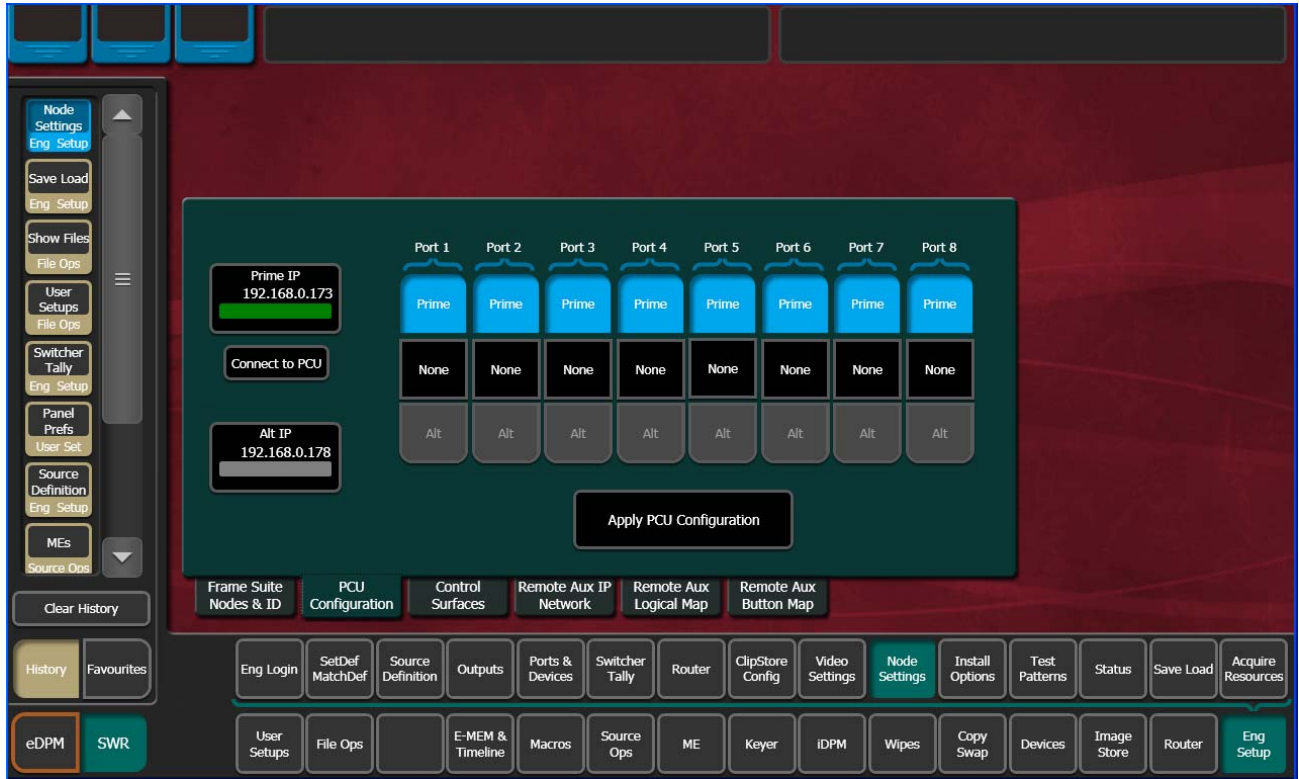 Node
Settings
Eng Setup
Save Load
Eng Setup
Show Files
File Ops
User
Setups
File Ops
Switcher
Tally
Eng Setup
Panel
Prefs
User Set
Source
Definition
Eng Setup
MEs
Source Ops
Clear History
History
Favourites
eDPM
SWR
Port 1
Port 2
Port 3
Port 4
Port 5
Port 6
Port 7
Port 8
Prime IP
192.168.0.173
Prime
Prime
Prime
Prime
Prime
Prime
Prime
Prime
Connect to PCU
None
None
None
None
None
None
None
None
Alt IP
192.168.0.178
Alt
Alt
Alt
Alt
Alt
Alt
Alt
Alt
Apply PCU Configuration
Frame Suite
Nodes & ID
PCU
Configuration
Control
Surfaces
Remote Aux IP
Network
Remote Aux
Logical Map
Remote Aux
Button Map
Eng Login
SetDef
MatchDef
Source
Definition
Outputs
Ports &
Devices
Switcher
Tally
Router
ClipStore
Config
Video
Settings
Node
Settings
Install
Options
Test
Patterns
Status
Save Load
Acquire
Resources
User
Setups
File Ops
E-MEM &
Timeline
Macros
Source
Ops
ME
Keyer
iDPM
Wipes
Copy
Swap
Devices
Image
Store
Router
Eng
Setup